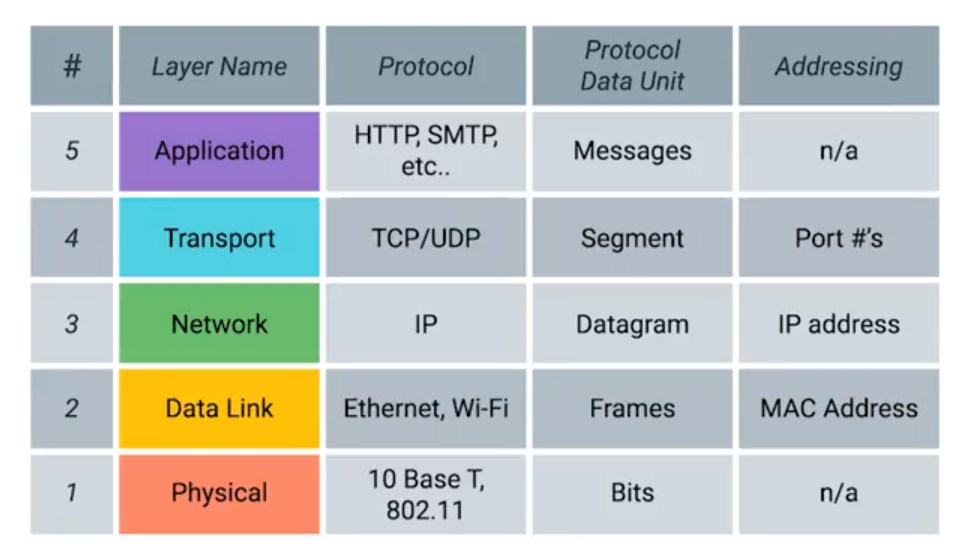 # Layer Name Protocol Protocol Data Unit Addressing
5 Application HTTP, SMTP, etc.. Messages n/a
4 Transport TCP/UDP Segment Port #'s
3 Network IP Datagram IP address
2 Data Link Ethernet, Wi-Fi Frames MAC Address
1 Physical 10 Base T, 802.11 Bits n/a